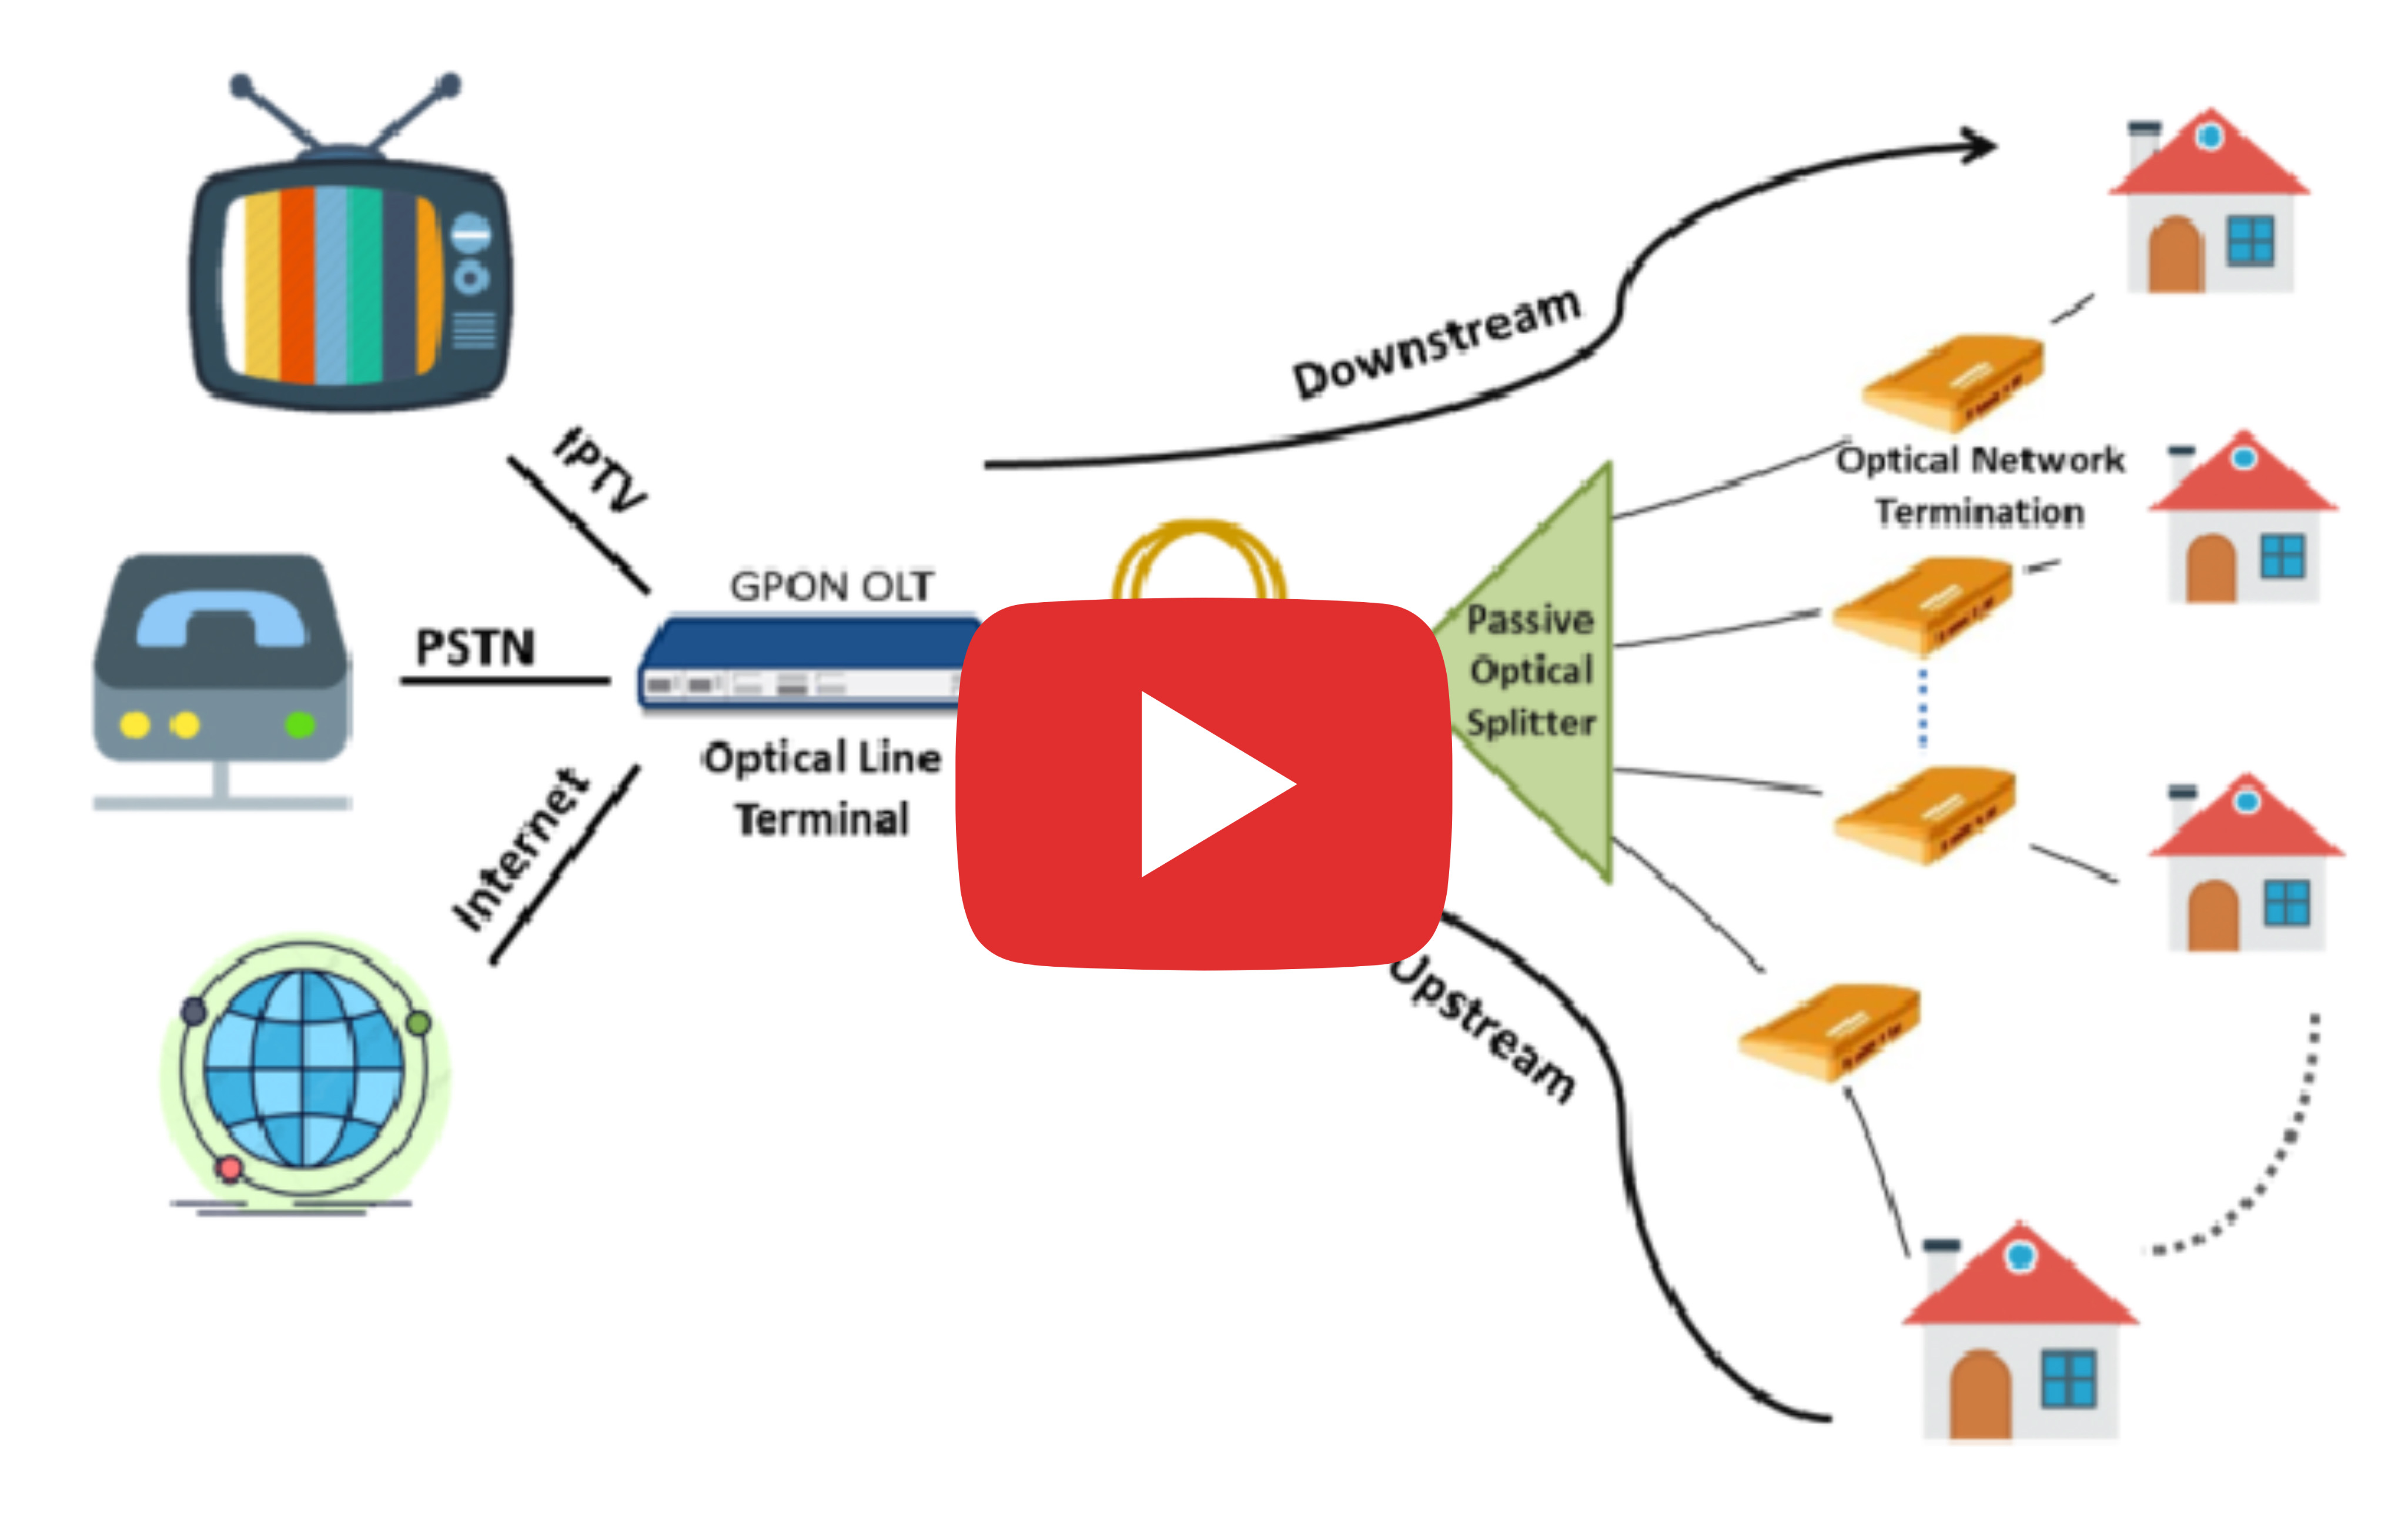 Downstream
IPTV
Optical Network
Termination
GPON OLT
PSTN
Passive
Optical
Splitter
Optical Line
Terminal
Internet
Upstream